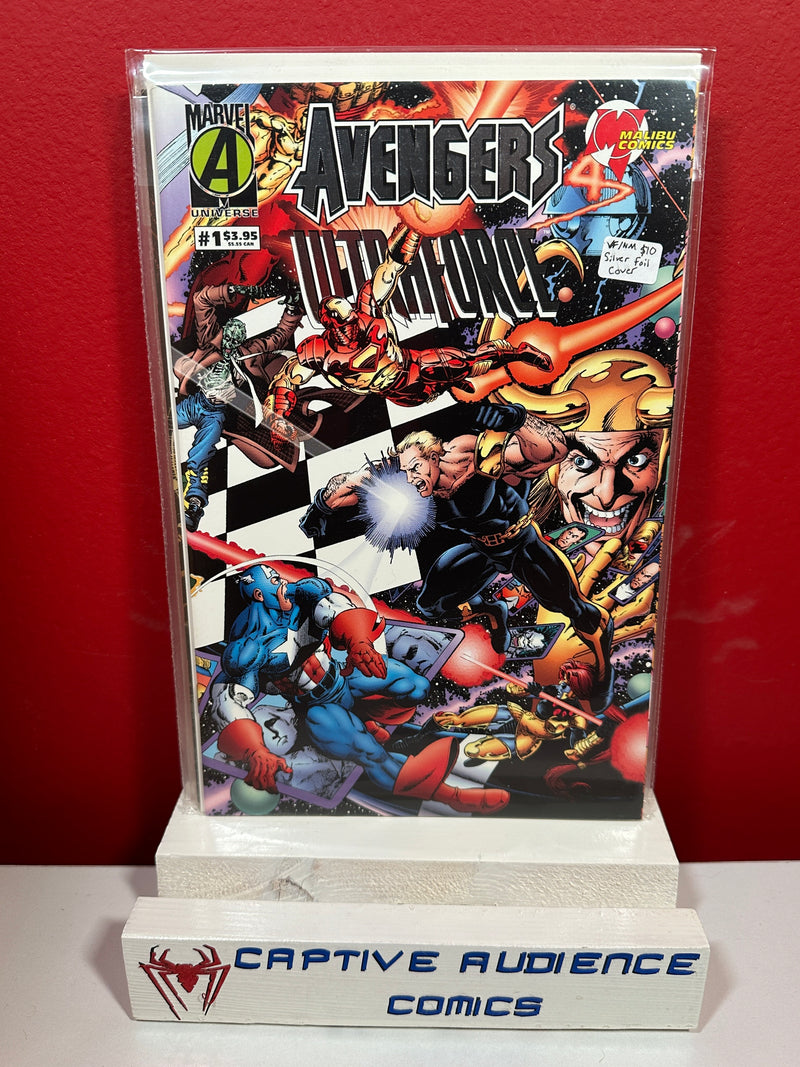 MARVEL
A
UNIVERSE
#1 $3.95
$5.55 CAN
AVENGERS
MALIBU
COMICS
ULTRAFORCE
VF/NM $10
Silver foil
cover
CAPTIVE AUDIENCE
COMICS